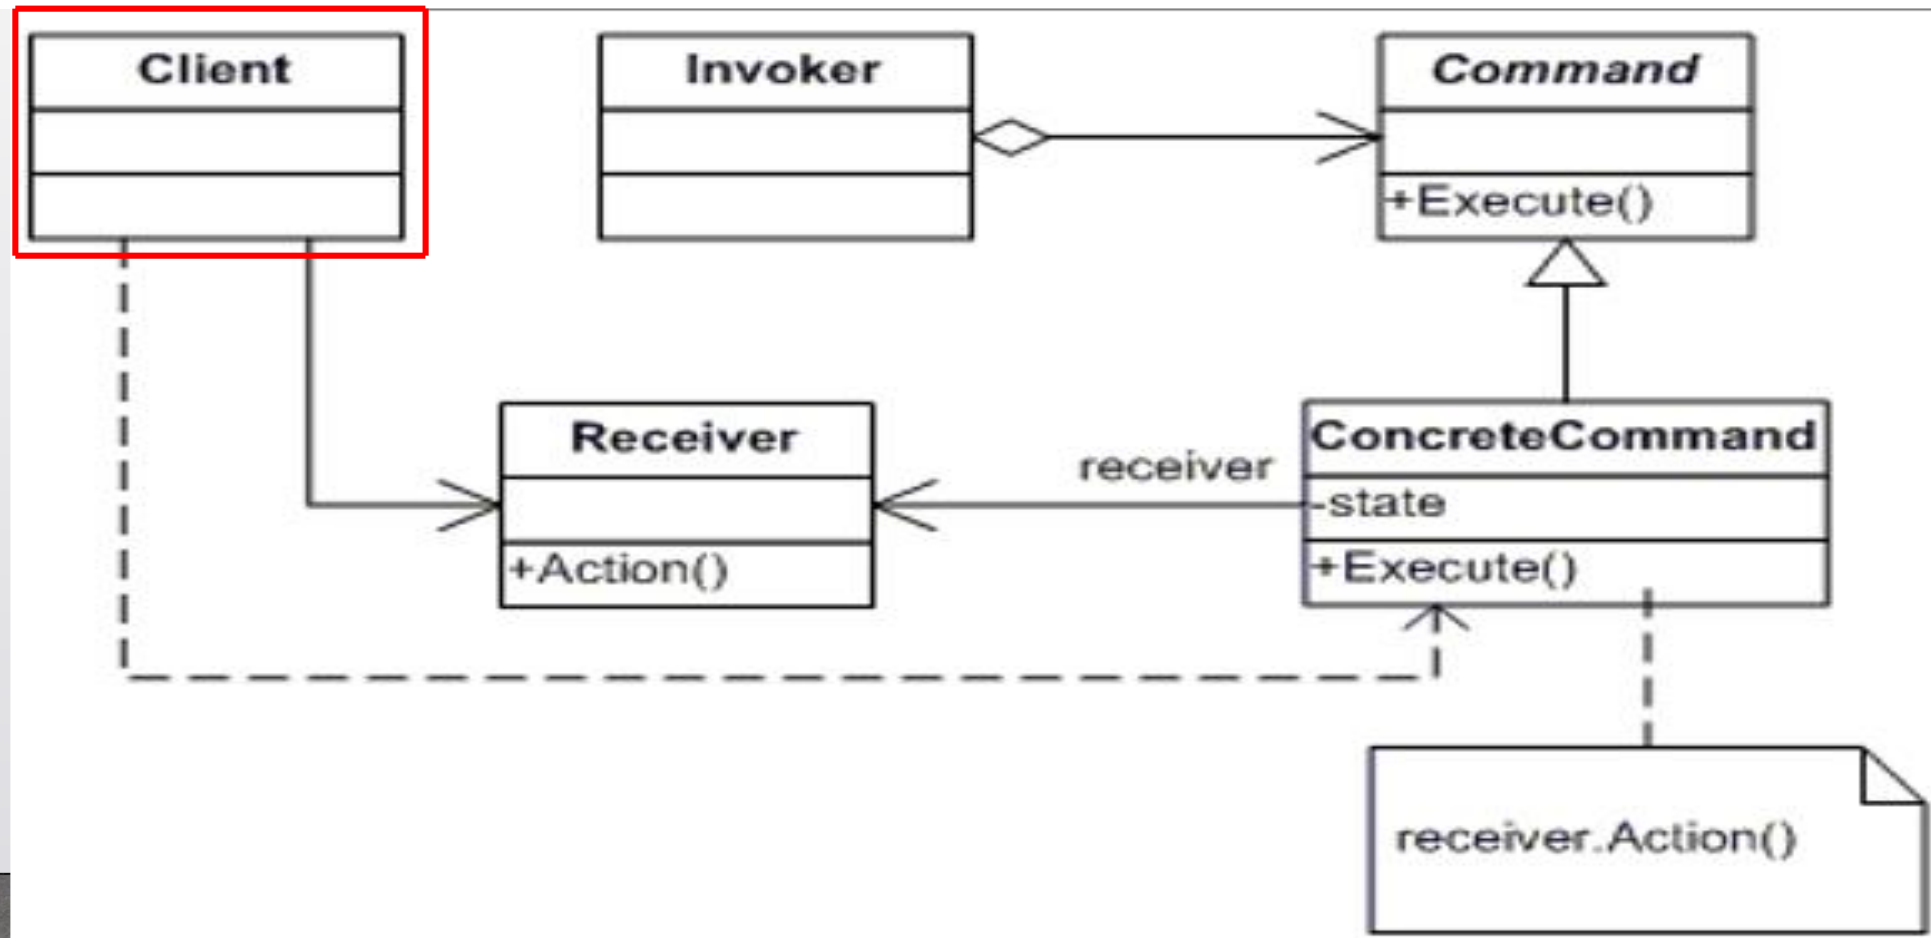 Client
Invoker
Command
+Execute()
Receiver
+Action()
receiver
ConcreteCommand
-state
+Execute()
receiver.Action()